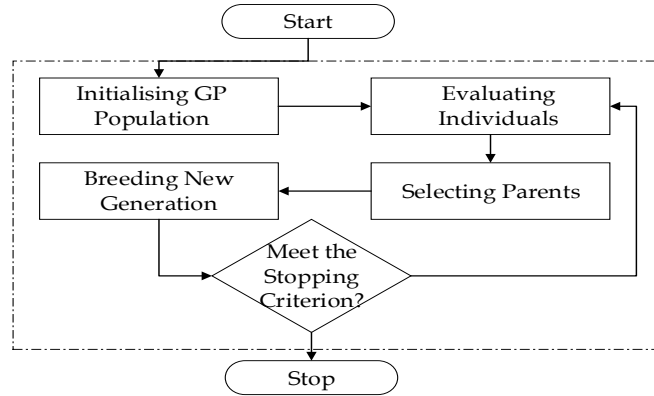 Start
Initialising GP
Population
Evaluating
Individuals
Breeding New
Generation
Selecting Parents
Meet the
Stopping
Criterion?
Stop